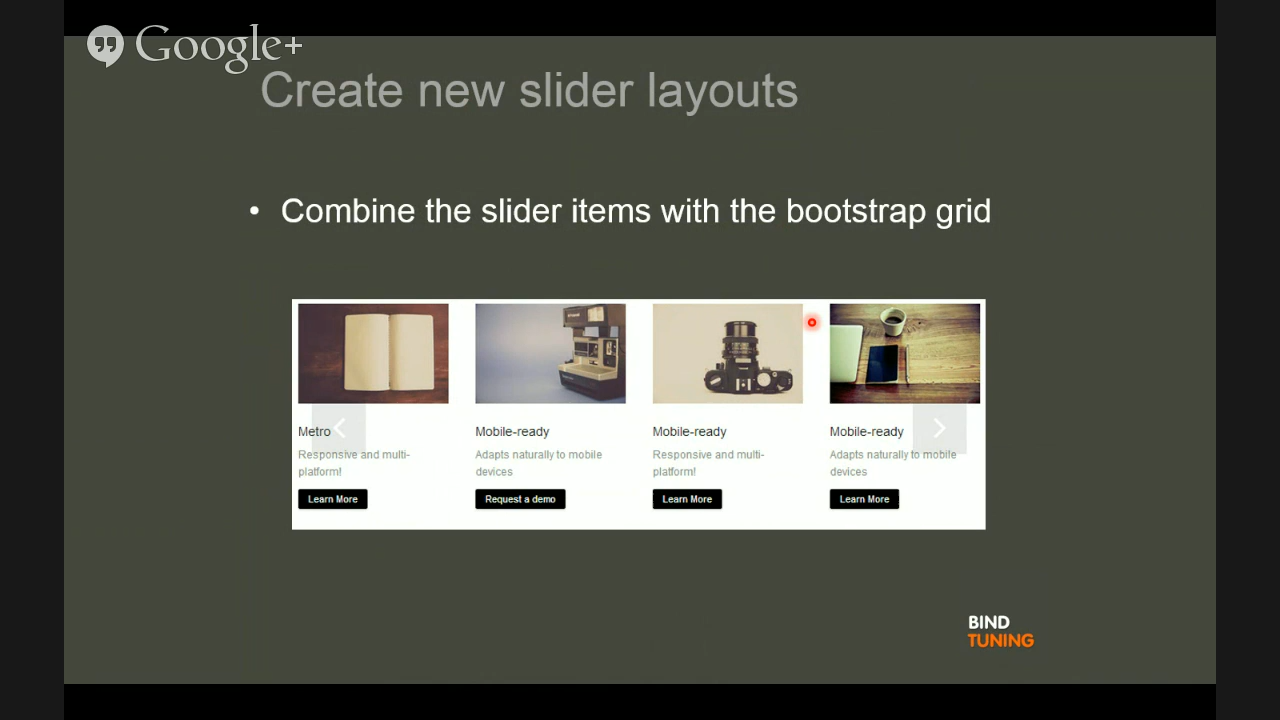 Google+
Create new slider layouts
• Combine the slider items with the bootstrap grid
Metro
Responsive and multi-
platform!
Learn More
Mobile-ready
Adapts naturally to mobile
devices
Request a demo
Mobile-ready
Responsive and multi-
platform!
Learn More
Mobile-ready
Adapts naturally to mobile
devices
Learn More
BIND
TUNING